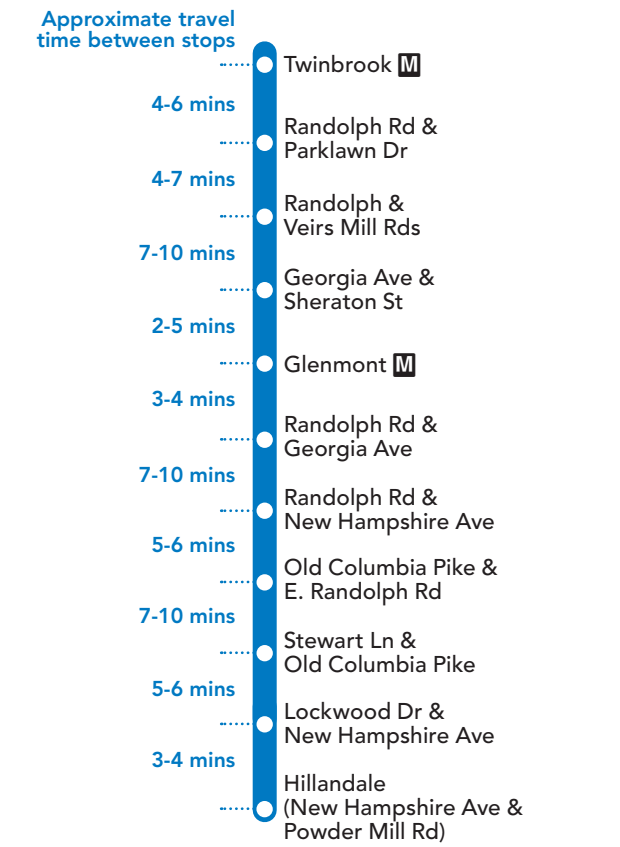 Approximate travel
time between stops
Twinbrook M
4-6 mins
Randolph Rd &
Parklawn Dr
4-7 mins
Randolph &
Veirs Mill Rds
7-10 mins
Georgia Ave &
Sheraton St
2-5 mins
Glenmont M
3-4 mins
Randolph Rd &
Georgia Ave
7-10 mins
Randolph Rd &
New Hampshire Ave
5-6 mins
Old Columbia Pike &
E. Randolph Rd
7-10 mins
Stewart Ln &
Old Columbia Pike
5-6 mins
Lockwood Dr &
New Hampshire Ave
3-4 mins
Hillandale
(New Hampshire Ave &
Powder Mill Rd)